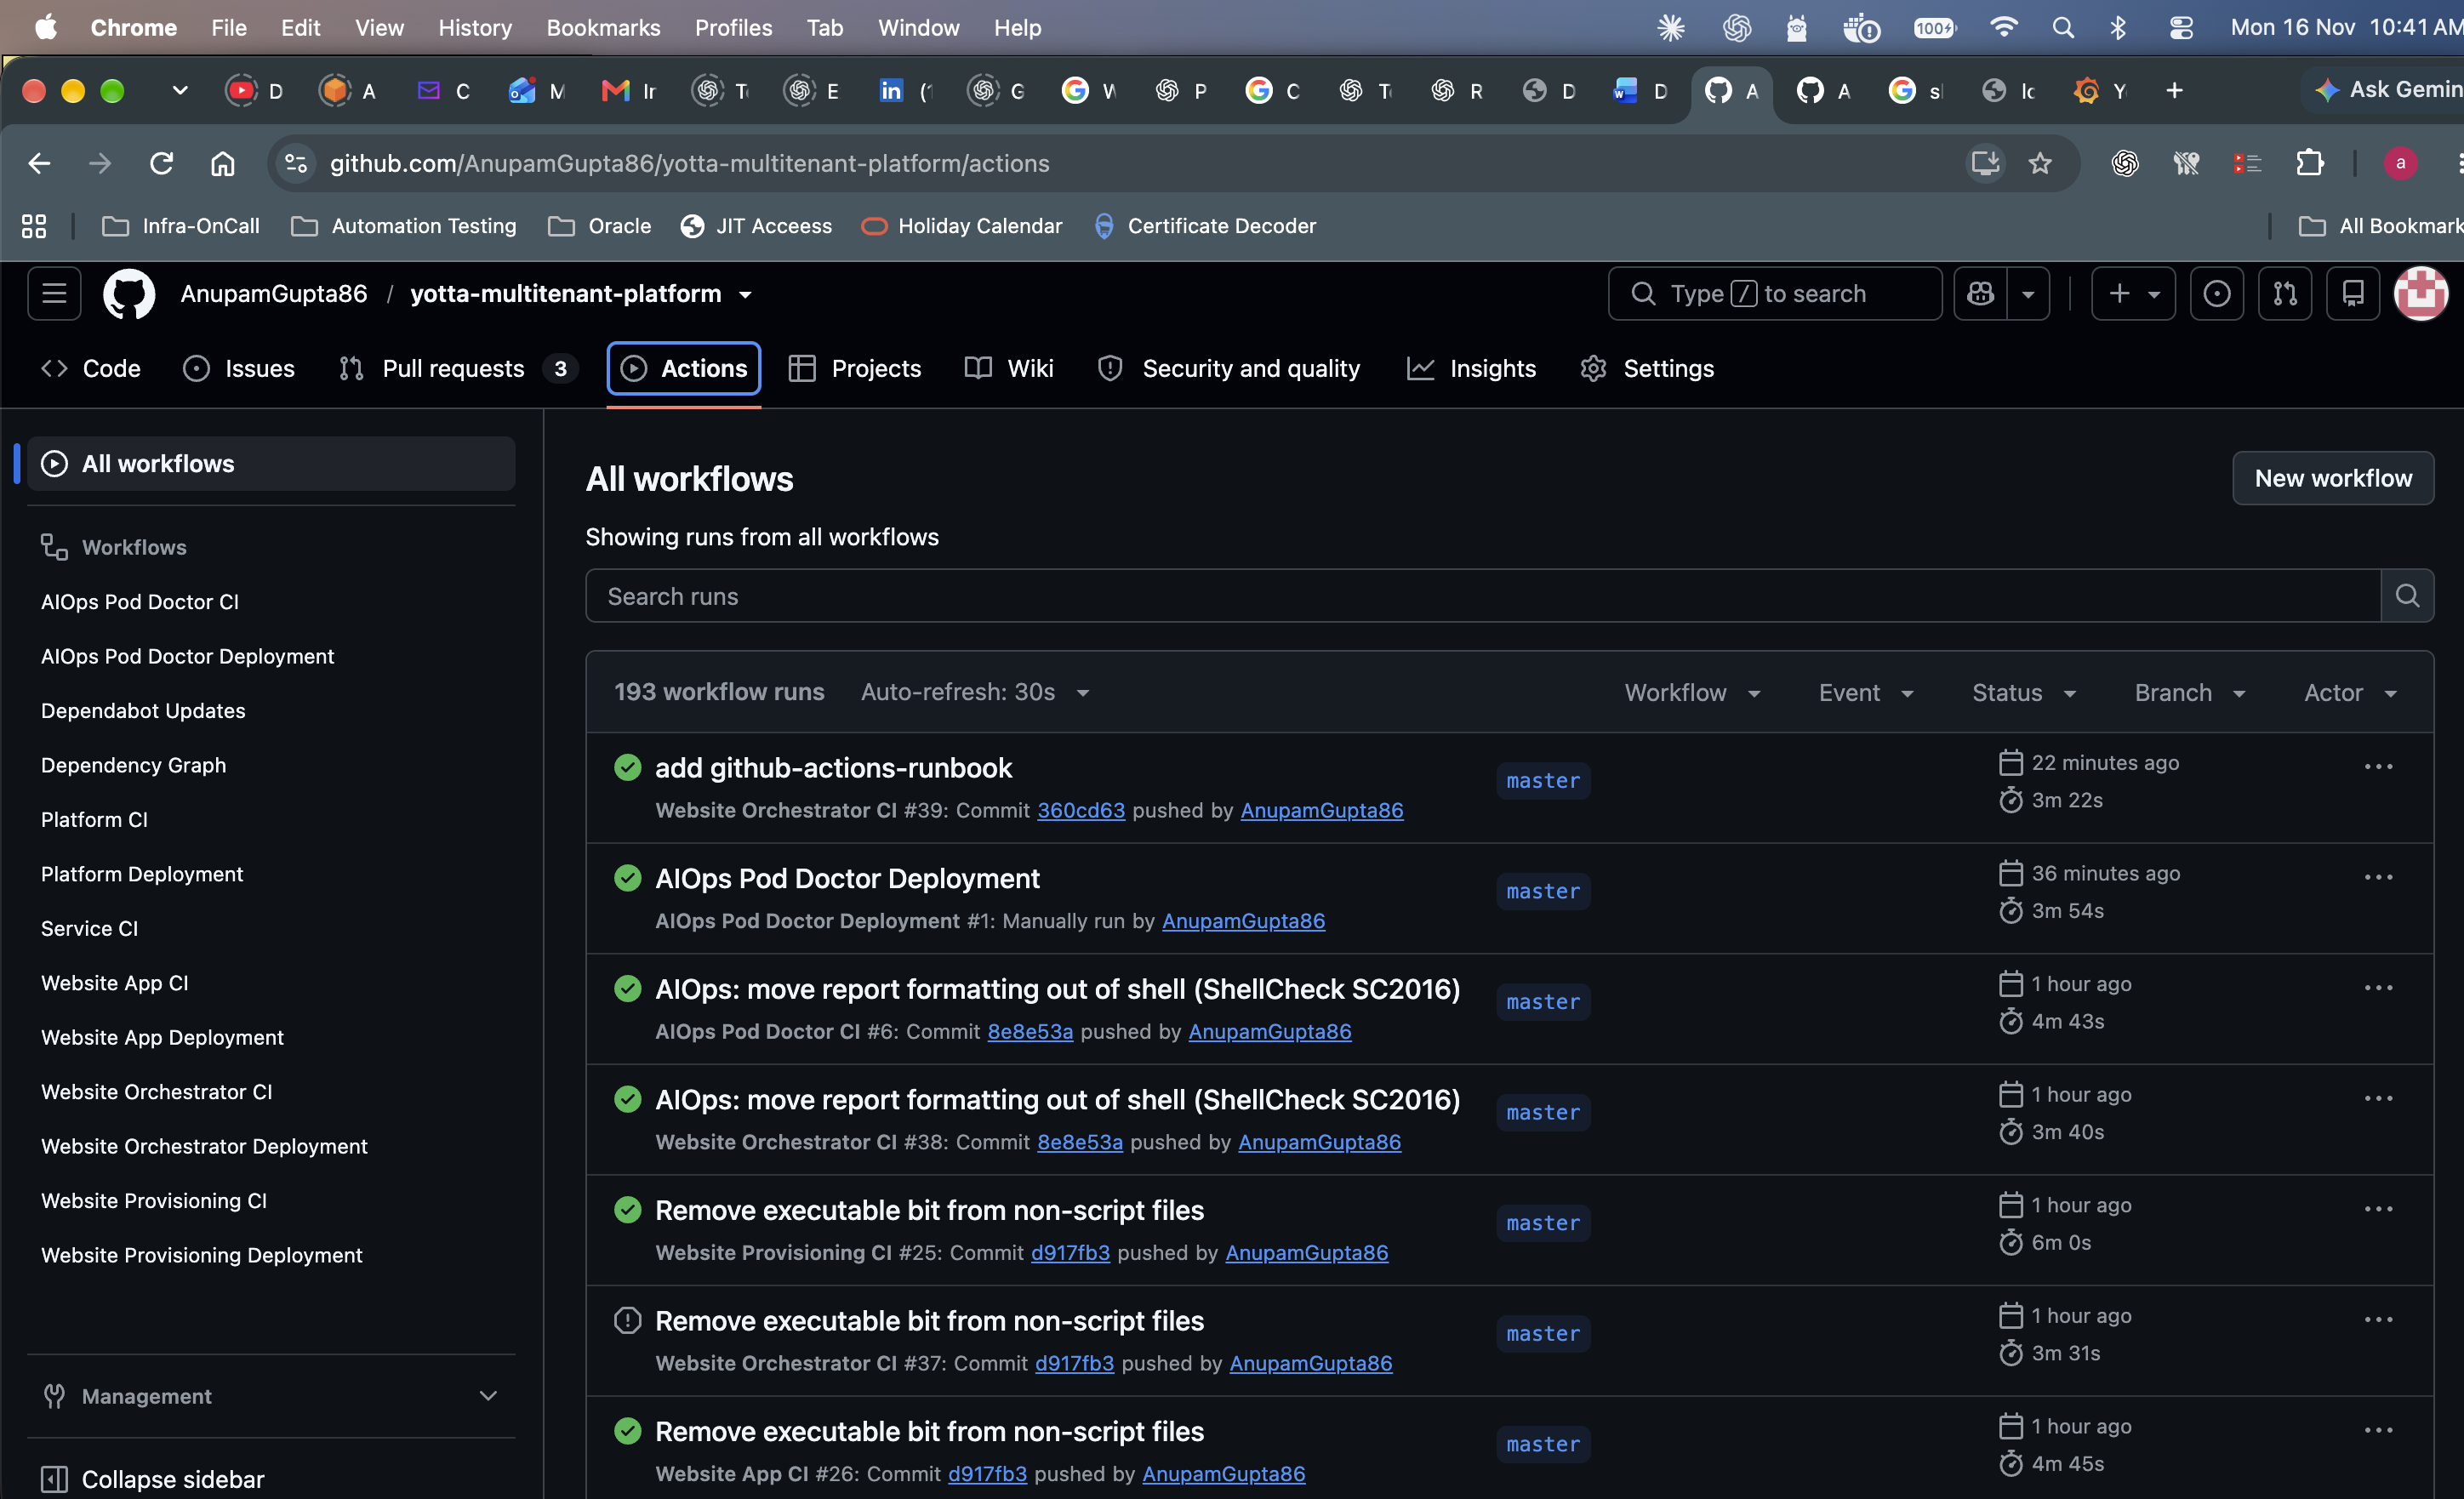 Chrome File Edit View History Bookmarks Profiles Tab Window Help 100 Mon 16 Nov 10:41 AM
D A C M Ir T E in (1 G W P C T R D D A A s lc Y + Ask Gemin
github.com/AnupamGupta86/yotta-multitenant-platform/actions a
Infra-OnCall Automation Testing Oracle JIT Acceess Holiday Calendar Certificate Decoder All Bookmark
AnupamGupta86 / yotta-multitenant-platform Type / to search
Code Issues Pull requests 3 Actions Projects Wiki Security and quality Insights Settings
All workflows
Workflows
AIOps Pod Doctor CI
AIOps Pod Doctor Deployment
Dependabot Updates
Dependency Graph
Platform CI
Platform Deployment
Service CI
Website App CI
Website App Deployment
Website Orchestrator CI
Website Orchestrator Deployment
Website Provisioning CI
Website Provisioning Deployment
Management
Collapse sidebar
All workflows
New workflow
Showing runs from all workflows
Search runs
193 workflow runs Auto-refresh: 30s Workflow Event Status Branch Actor
add github-actions-runbook master 22 minutes ago
Website Orchestrator CI #39: Commit 360cd63 pushed by AnupamGupta86 3m 22s
AIOps Pod Doctor Deployment master 36 minutes ago
AIOps Pod Doctor Deployment #1: Manually run by AnupamGupta86 3m 54s
AIOps: move report formatting out of shell (ShellCheck SC2016) master 1 hour ago
AIOps Pod Doctor CI #6: Commit 8e8e53a pushed by AnupamGupta86 4m 43s
AIOps: move report formatting out of shell (ShellCheck SC2016) master 1 hour ago
Website Orchestrator CI #38: Commit 8e8e53a pushed by AnupamGupta86 3m 40s
Remove executable bit from non-script files master 1 hour ago
Website Provisioning CI #25: Commit d917fb3 pushed by AnupamGupta86 6m 0s
Remove executable bit from non-script files master 1 hour ago
Website Orchestrator CI #37: Commit d917fb3 pushed by AnupamGupta86 3m 31s
Remove executable bit from non-script files master 1 hour ago
Website App CI #26: Commit d917fb3 pushed by AnupamGupta86 4m 45s